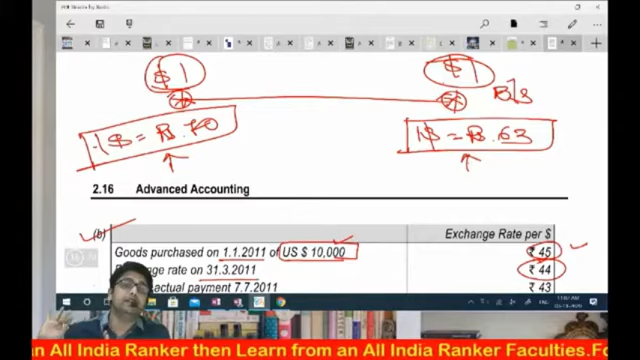 $1 $1
B/s
1$ = Rs.70 1$ = Rs.63
2.16 Advanced Accounting
(b) Exchange Rate per $
Goods purchased on 1.1.2011 of US $ 10,000 ₹ 45
rate on 31.3.2011 ₹ 44
actual payment 7.7.2011 ₹ 43
an All India Ranker then Learn from an All India Ranker Faculties.Fo